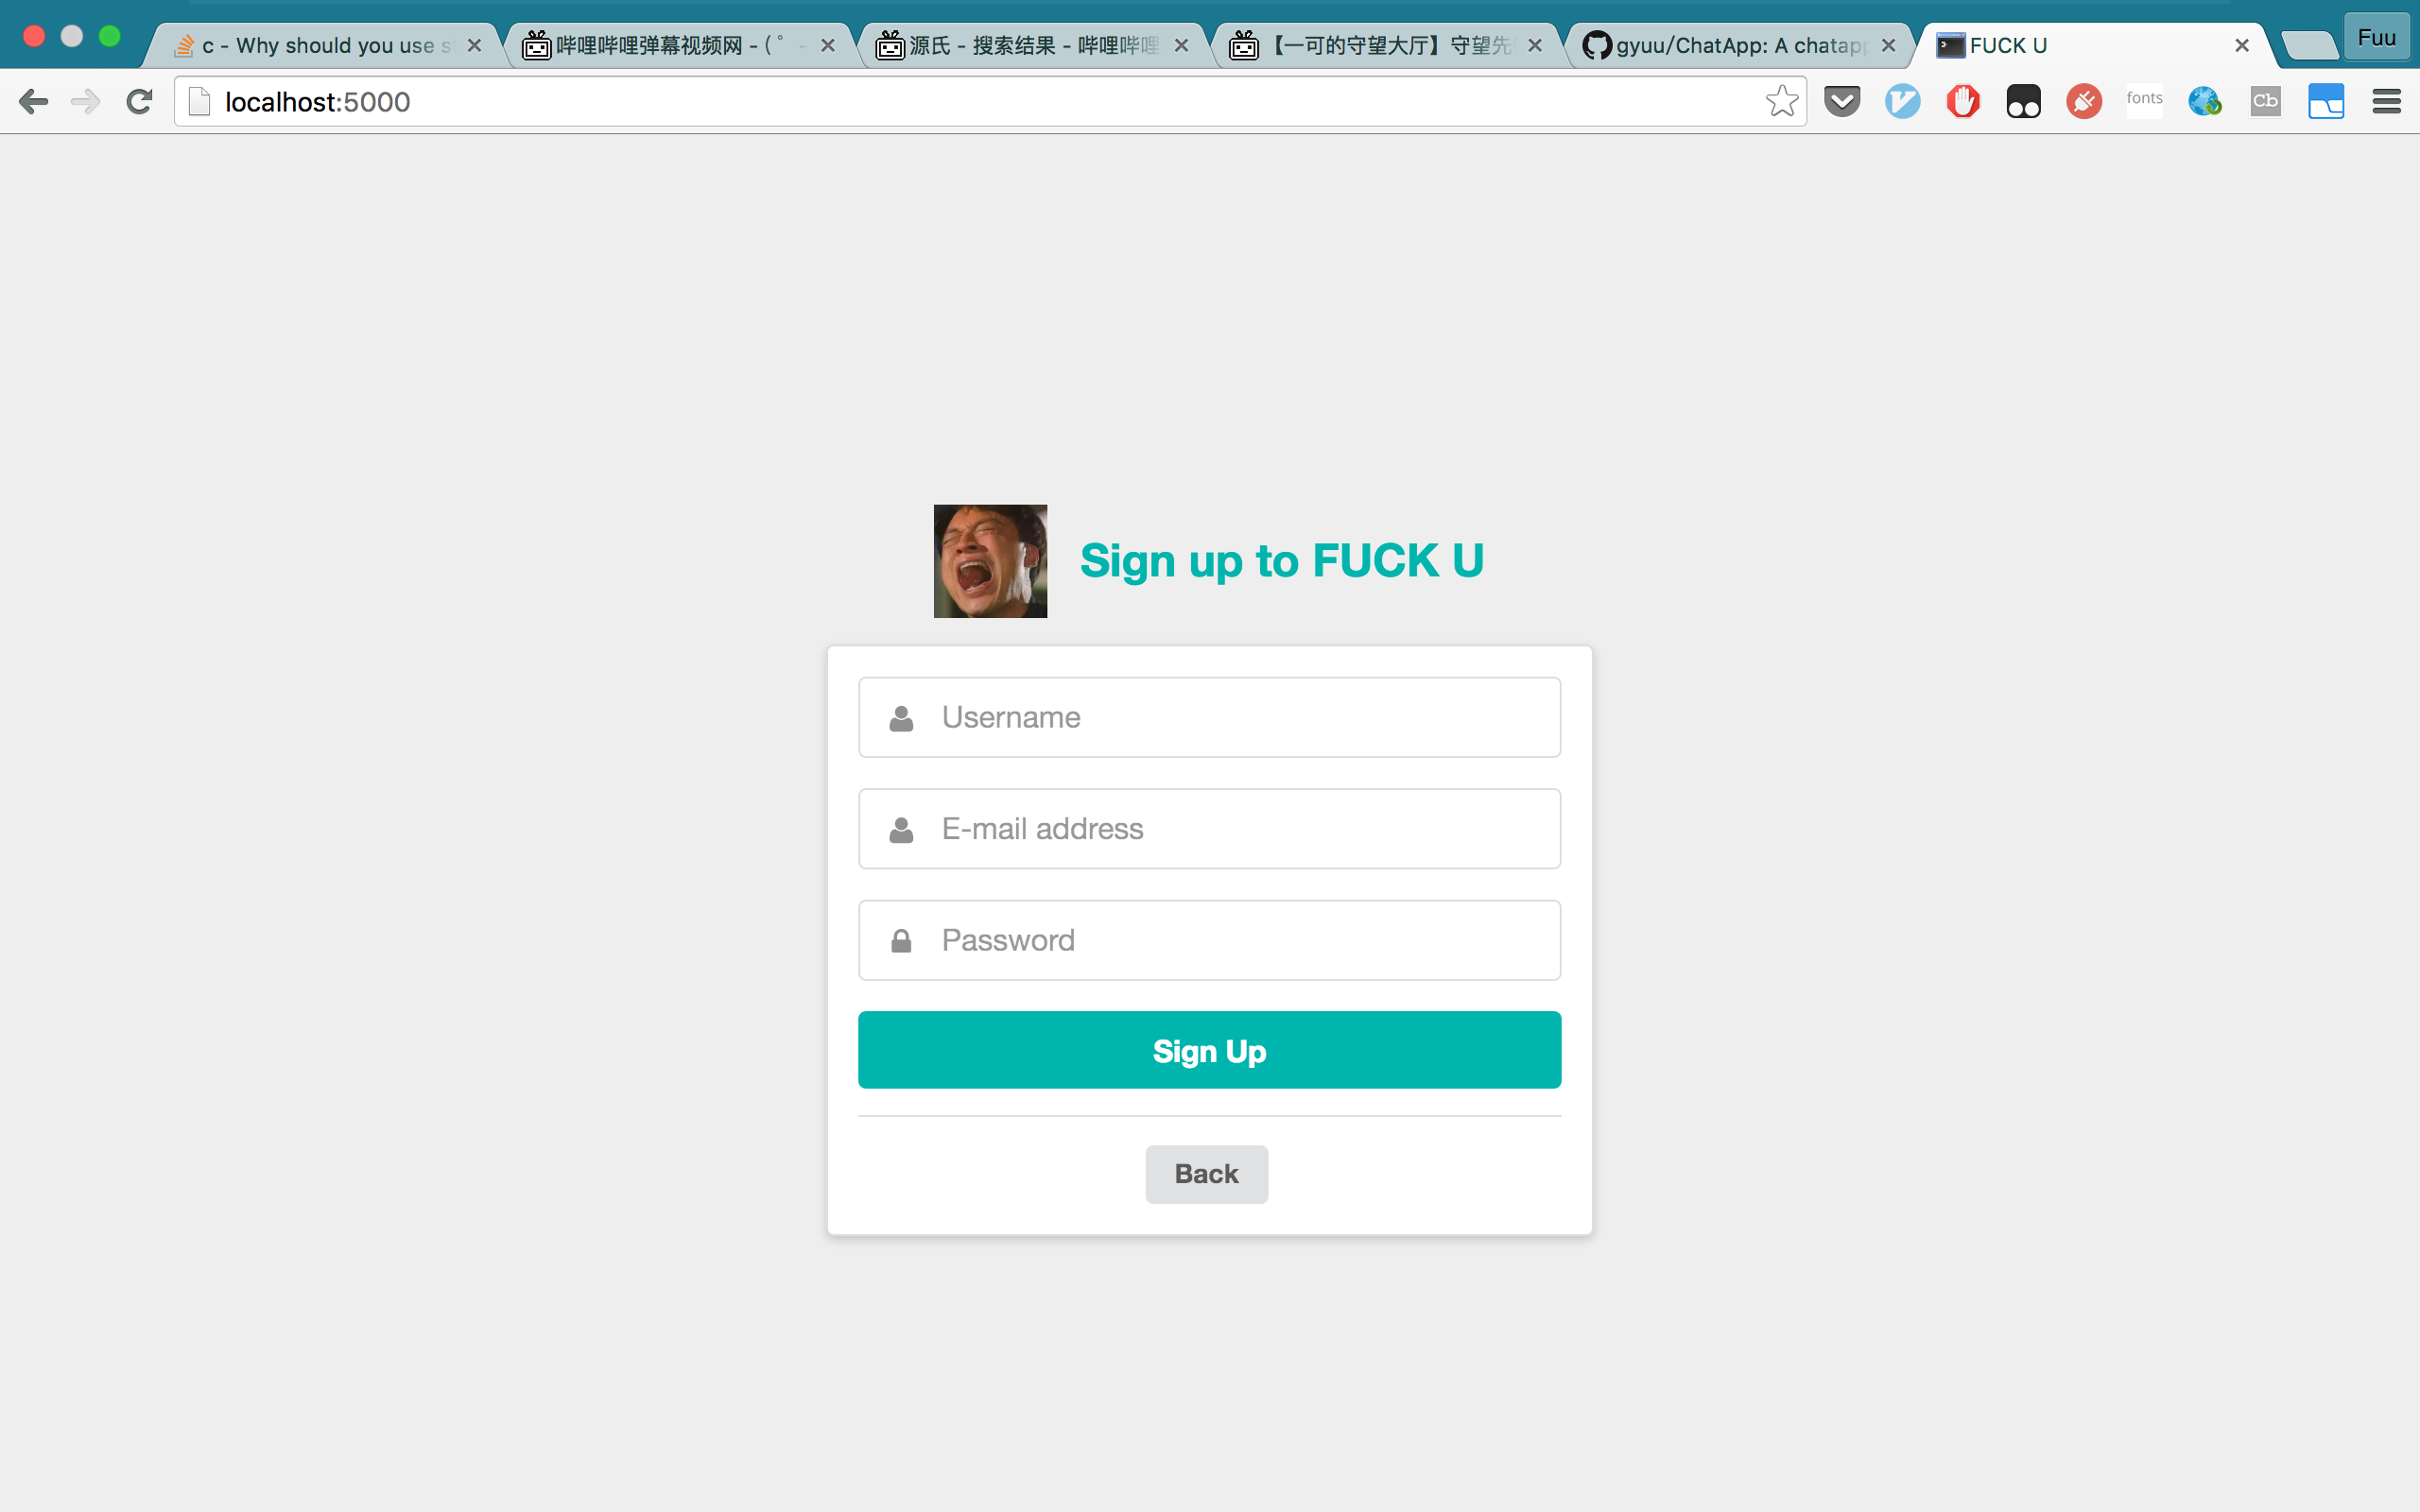 c - Why should you use s
哔哩哔哩弹幕视频网 - ( ゜ -
源氏 - 搜索结果 - 哔哩哔哩
【一可的守望大厅】守望先
gyuu/ChatApp: A chatapp
FUCK U
Fuu
localhost:5000
fonts
Cb
Sign up to FUCK U
Username
E-mail address
Password
Sign Up
Back